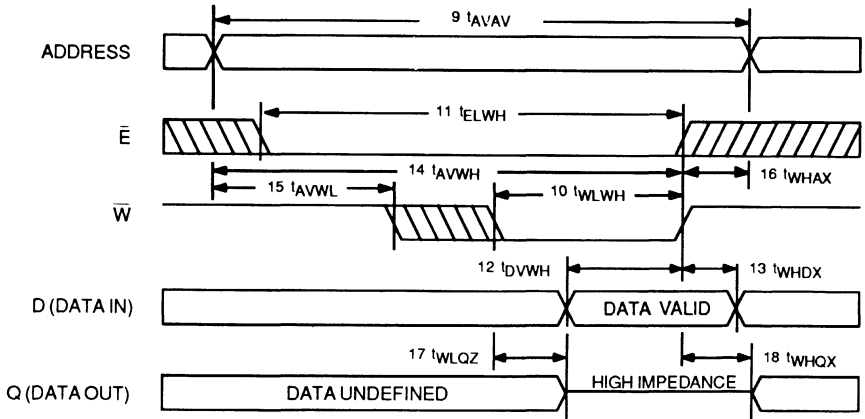 9 tAVAV
ADDRESS
11 tELWH
E̅
14 tAVWH
16 tWHAX
15 tAVWL
10 tWLWH
W̅
12 tDVWH
13 tWHDX
D (DATA IN)
DATA VALID
17 tWLQZ
18 tWHQX
Q (DATA OUT)
DATA UNDEFINED
HIGH IMPEDANCE